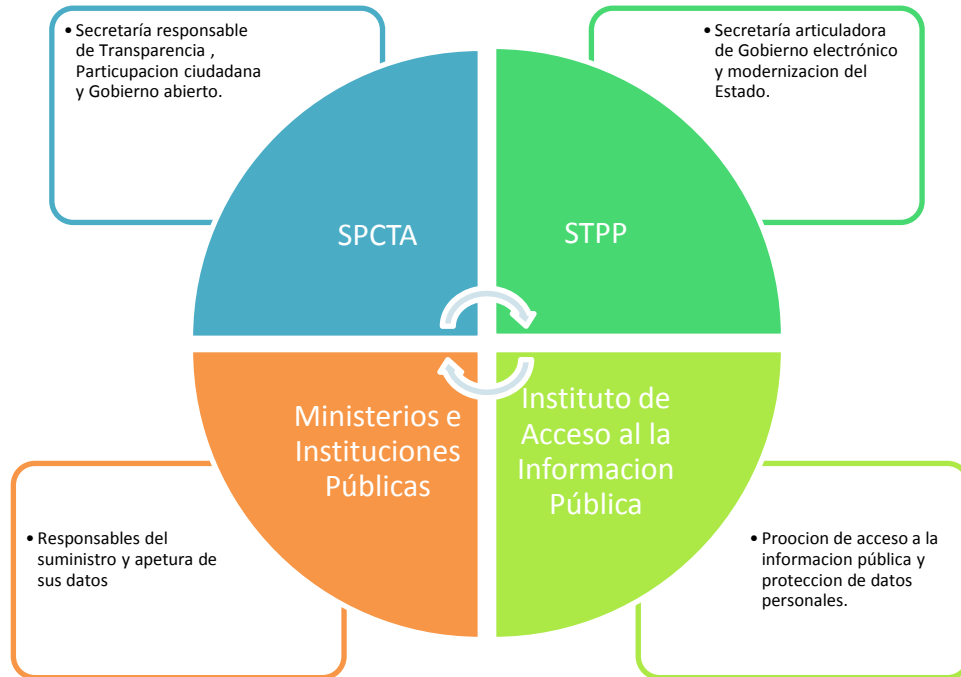 • Secretaría responsable
de Transparencia ,
Particupacion ciudadana
y Gobierno abierto.
• Secretaría articuladora
de Gobierno electrónico
y modernizacion del
Estado.
SPCTA
STPP
Ministerios e
Instituciones
Públicas
Instituto de
Acceso al la
Informacion
Pública
• Responsables del
suministro y apetura de
sus datos
• Proocion de acceso a la
informacion pública y
proteccion de datos
personales.